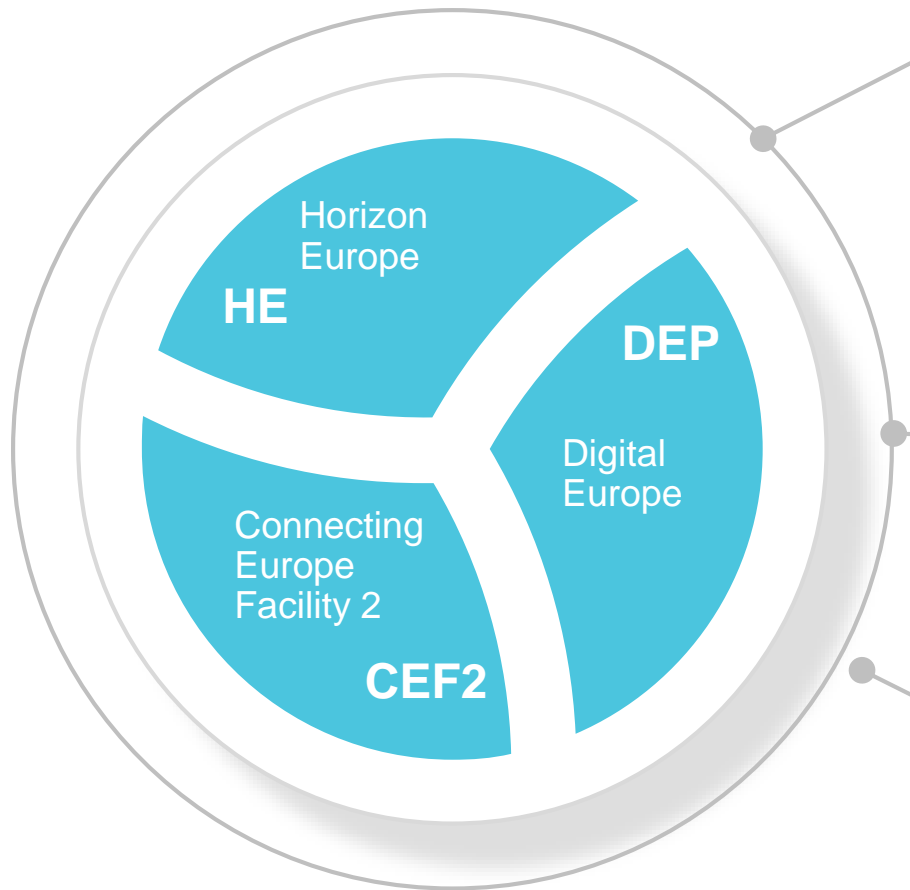 Horizon
Europe
HE
DEP
Digital
Europe
Connecting
Europe
Facility 2
CEF2